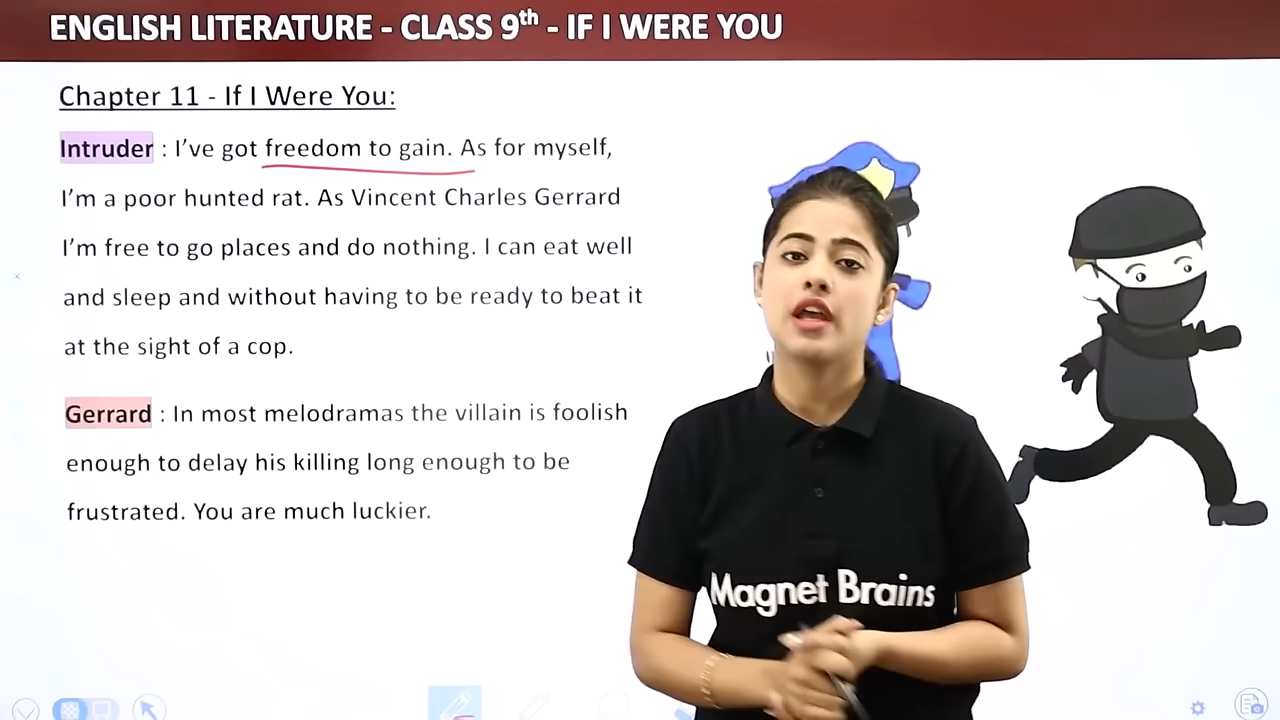 ENGLISH LITERATURE - CLASS 9th - IF I WERE YOU
Chapter 11 - If I Were You:
Intruder : I've got freedom to gain. As for myself,
I'm a poor hunted rat. As Vincent Charles Gerrard
I'm free to go places and do nothing. I can eat well
and sleep and without having to be ready to beat it
at the sight of a cop.
Gerrard : In most melodramas the villain is foolish
enough to delay his killing long enough to be
frustrated. You are much luckier.
Magnet Brains